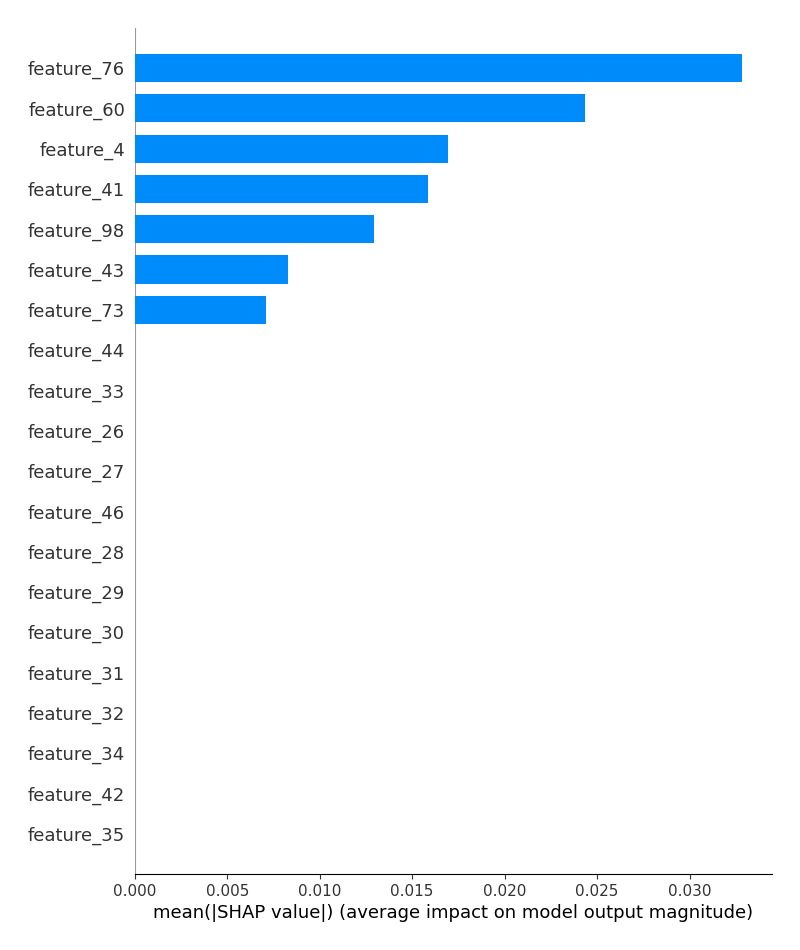 feature_76
feature_60
feature_4
feature_41
feature_98
feature_43
feature_73
feature_44
feature_33
feature_26
feature_27
feature_46
feature_28
feature_29
feature_30
feature_31
feature_32
feature_34
feature_42
feature_35
0.000 0.005 0.010 0.015 0.020 0.025 0.030
mean(|SHAP value|) (average impact on model output magnitude)